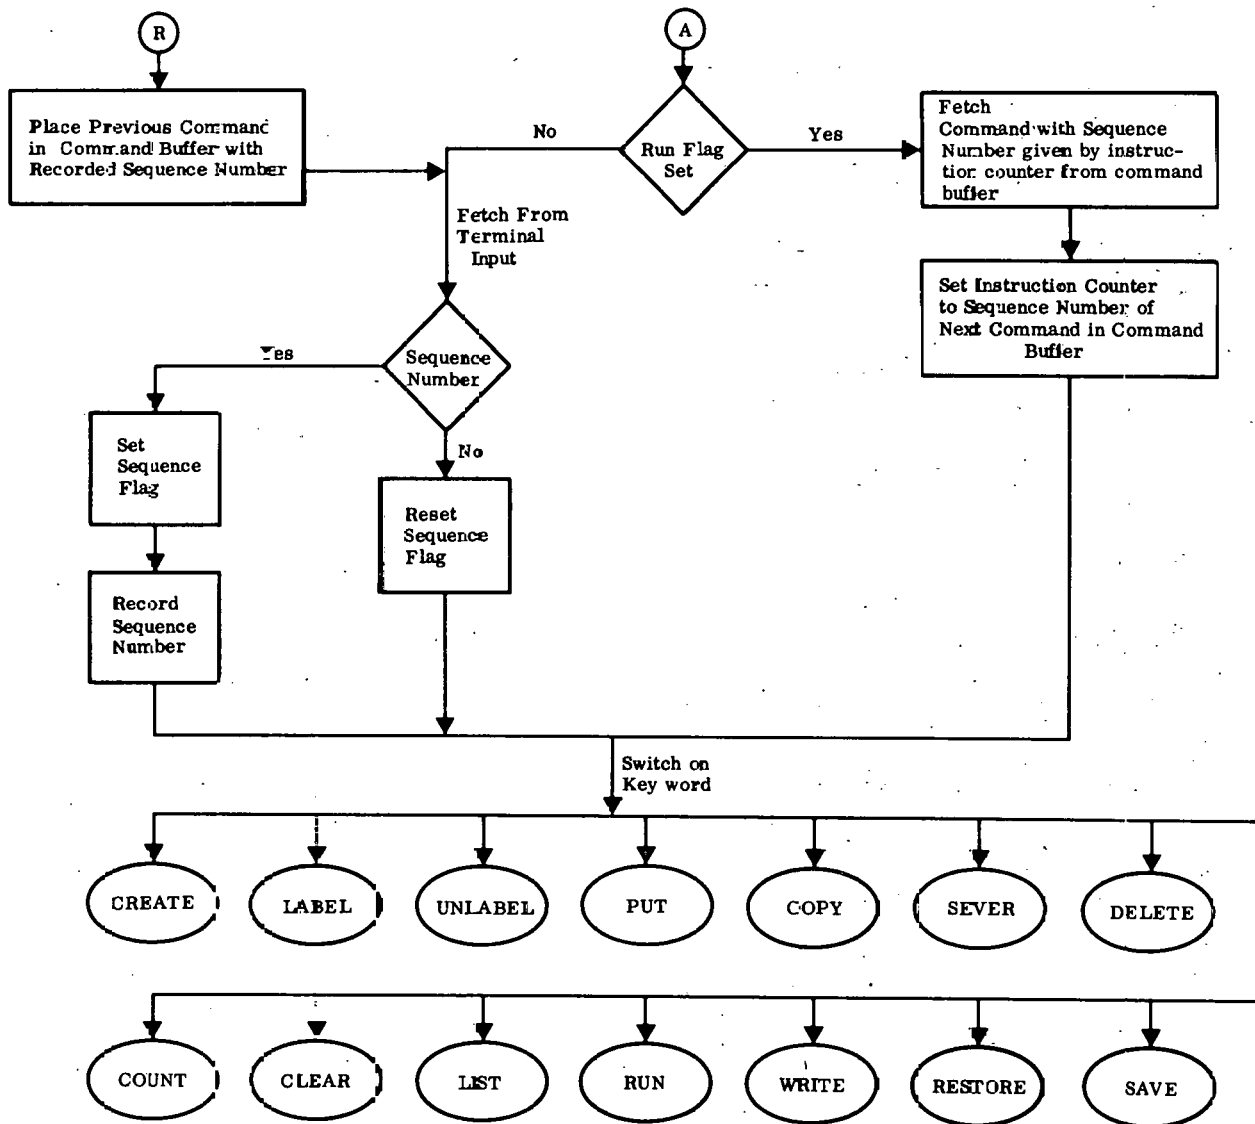 R
A
Place Previous Command
in Command Buffer with
Recorded Sequence Number
No
Run Flag
Set
Yes
Fetch
Command with Sequence
Number given by instruc-
tion counter from command
buffer
Fetch From
Terminal
Input
Set Instruction Counter
to Sequence Number of
Next Command in Command
Buffer
Yes
Sequence
Number
No
Set
Sequence
Flag
Reset
Sequence
Flag
Record
Sequence
Number
Switch on
Key word
CREATE
LABEL
UNLABEL
PUT
COPY
SEVER
DELETE
COUNT
CLEAR
LIST
RUN
WRITE
RESTORE
SAVE